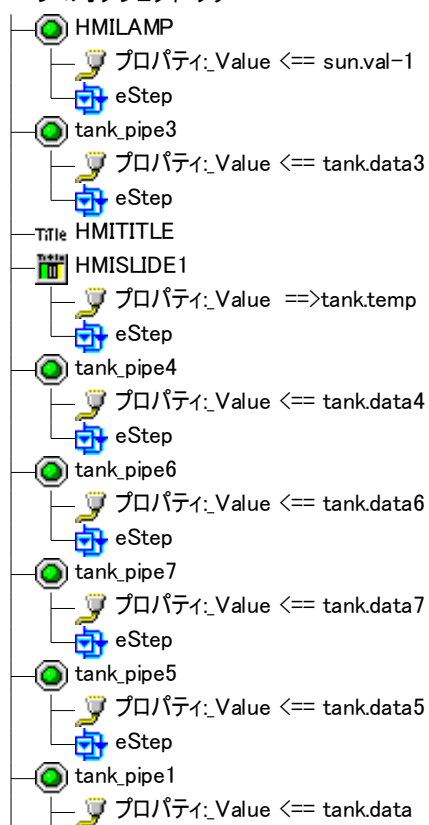 HMILAMP
プロパティ:_Value <== sun.val-1
eStep
tank_pipe3
プロパティ:_Value <== tank.data3
eStep
Title HMITITLE
Title HMISLIDE1
プロパティ:_Value ==>tank.temp
eStep
tank_pipe4
プロパティ:_Value <== tank.data4
eStep
tank_pipe6
プロパティ:_Value <== tank.data6
eStep
tank_pipe7
プロパティ:_Value <== tank.data7
eStep
tank_pipe5
プロパティ:_Value <== tank.data5
eStep
tank_pipe1
プロパティ:_Value <== tank.data